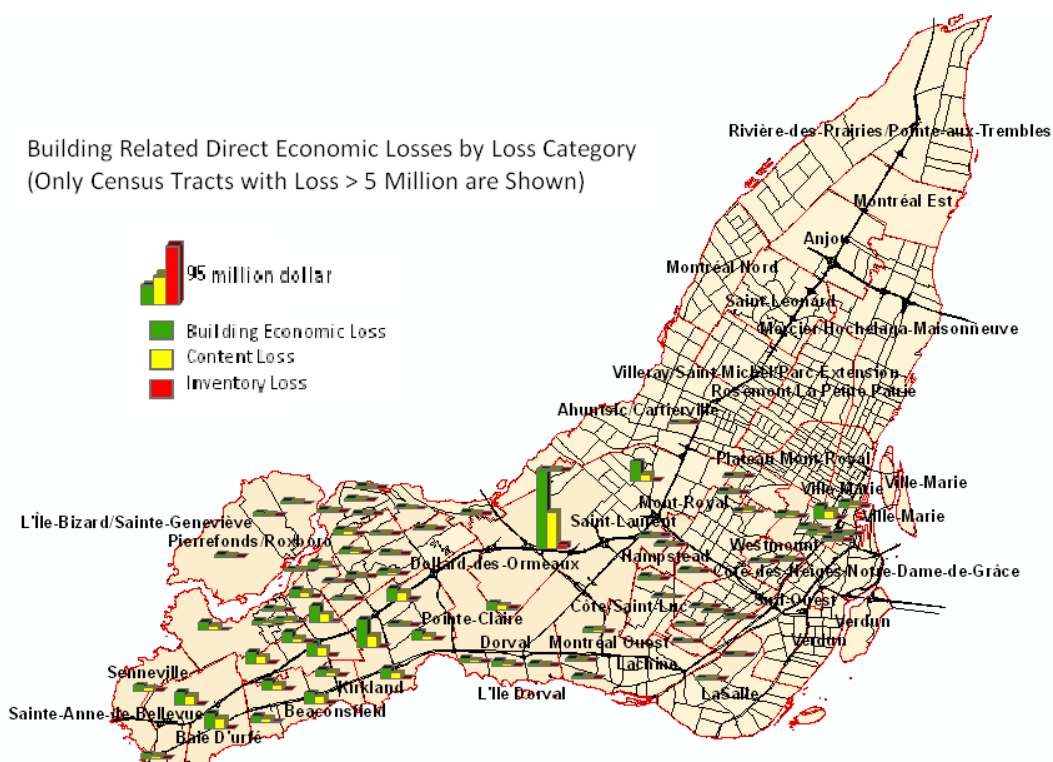 Building Related Direct Economic Losses by Loss Category
(Only Census Tracts with Loss > 5 Million are Shown)
95 million dollar
Building Economic Loss
Content Loss
Inventory Loss
Rivière-des-Prairies/Pointe-aux-Trembles
Montréal Est
Anjou
Montréal Nord
Saint-Leonard
Mercier/Hochelaga-Maisonneuve
Villeray/Saint-Michel/Parc-Extension
Rosemont/La Petite Patrie
Ahuntsic/Cartierville
Plateau Mont-Royal
Ville-Marie
Ville-Marie
Mont-Royal
Ville-Marie
L'Île-Bizard/Sainte-Geneviève
Saint-Laurent
Pierrefonds/Roxboro
Westmount
Hampstead
Dollard-des-Ormeaux
Côte-des-Neiges/Notre-Dame-de-Grâce
Côte-Saint-Luc
Sud-Ouest
Pointe-Claire
Verdun
Dorval
Montréal Ouest
Verdun
Lachine
Senneville
Kirkland
L'Ile Dorval
LaSalle
Sainte-Anne-de-Bellevue
Beaconsfield
Baie D'urfé